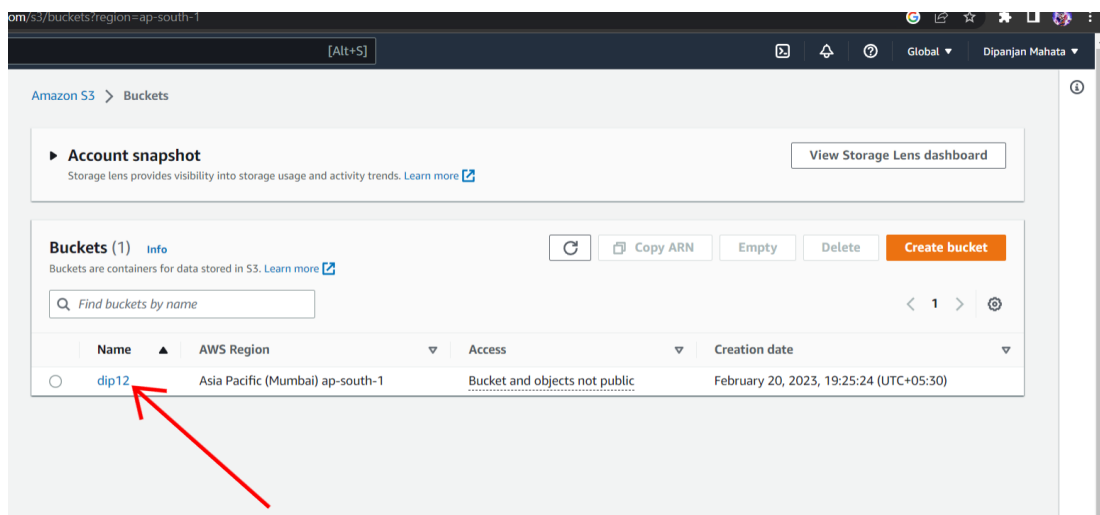 om/s3/buckets?region=ap-south-1
[Alt+S] Global Dipanjan Mahata
Amazon S3 Buckets
Account snapshot View Storage Lens dashboard
Storage lens provides visibility into storage usage and activity trends. Learn more
Buckets (1) Info Copy ARN Empty Delete Create bucket
Buckets are containers for data stored in S3. Learn more
Find buckets by name 1
Name AWS Region Access Creation date
dip12 Asia Pacific (Mumbai) ap-south-1 Bucket and objects not public February 20, 2023, 19:25:24 (UTC+05:30)